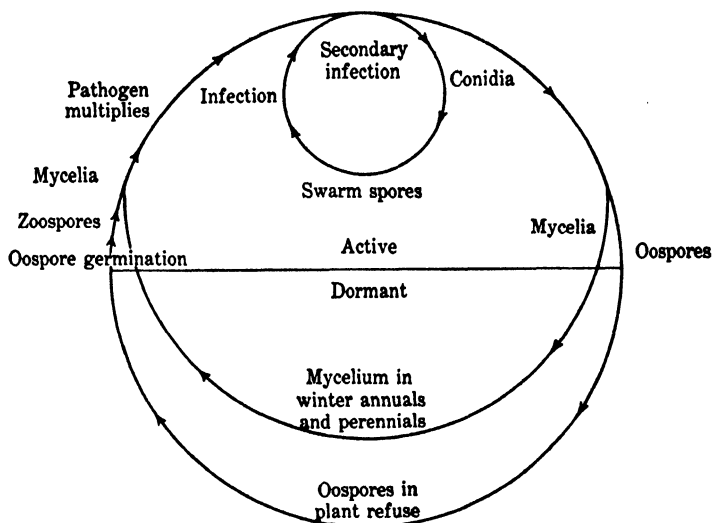 Secondary
infection
Conidia
Infection
Pathogen
multiplies
Swarm spores
Mycelia
Zoospores
Oospore germination
Active
Mycelia
Oospores
Dormant
Mycelium in
winter annuals
and perennials
Oospores in
plant refuse